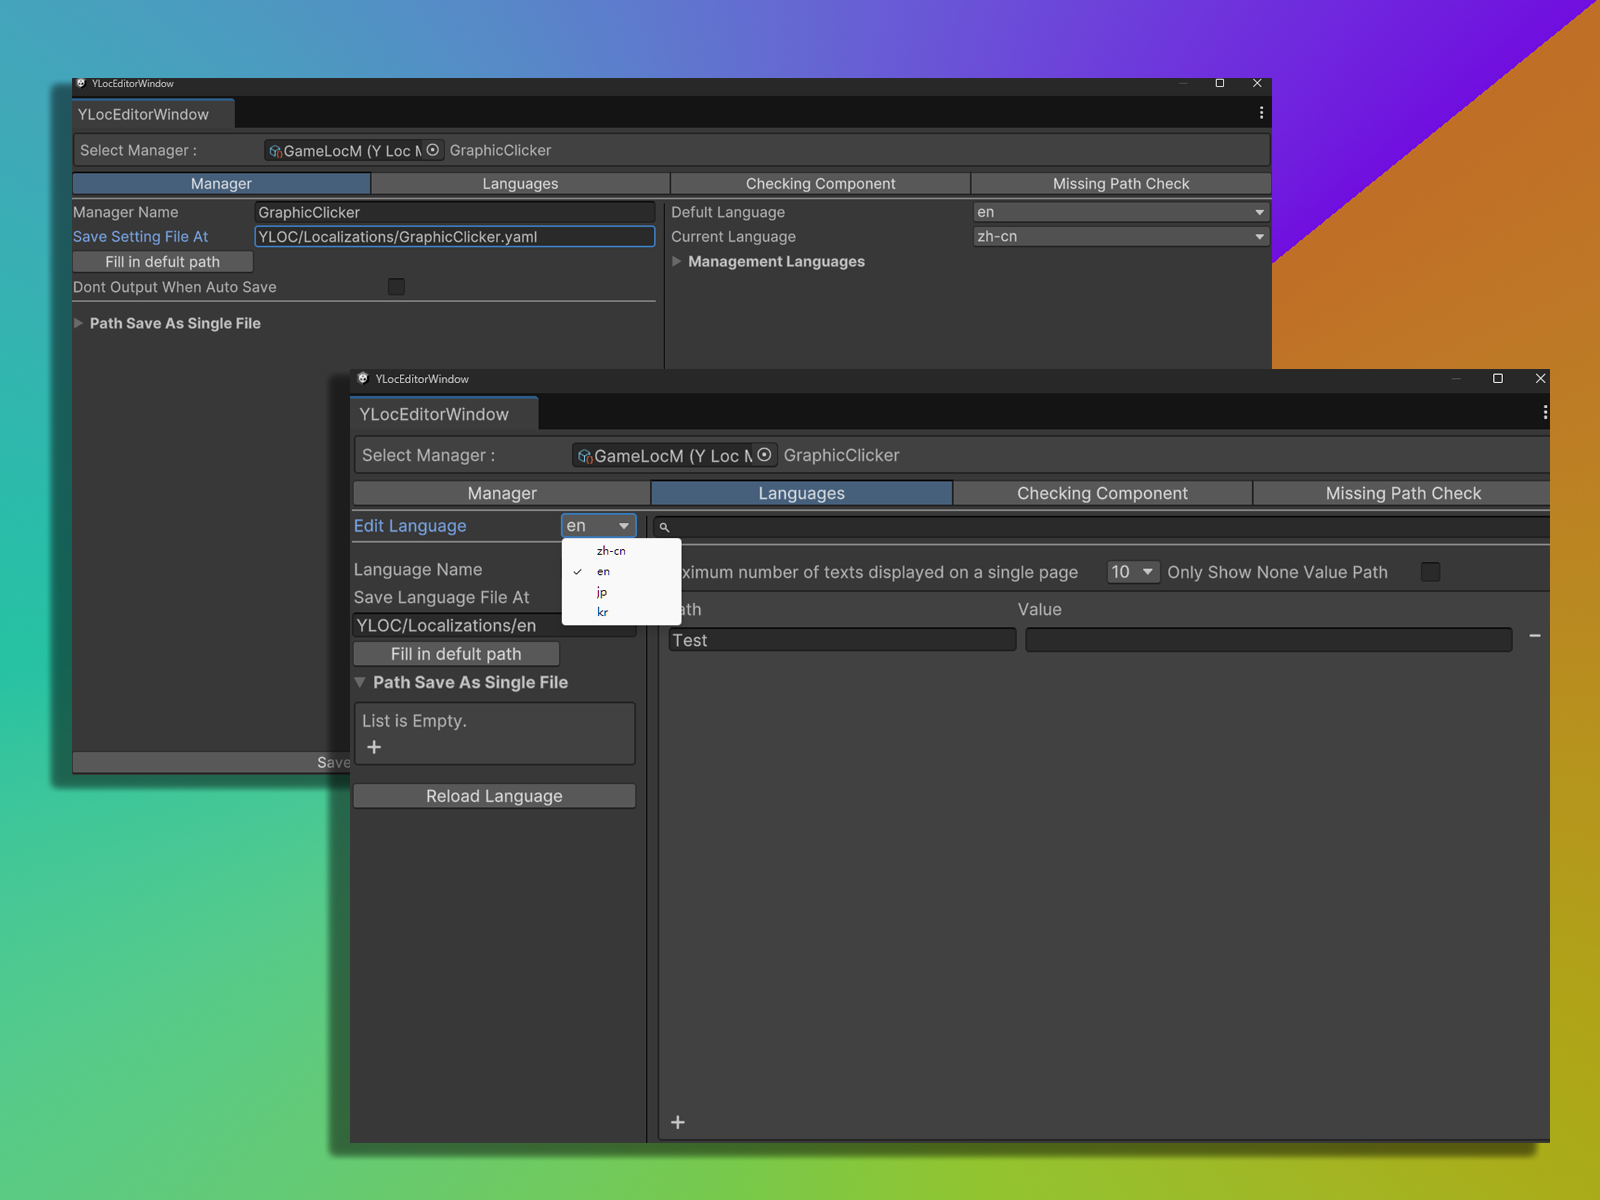 YLocEditorWindow
YLocEditorWindow
Select Manager : GameLocM (Y Loc GraphicClicker
Manager Languages Checking Component Missing Path Check
Manager Name GraphicClicker
Save Setting File At YLOC/Localizations/GraphicClicker.yaml
Fill in defult path
Dont Output When Auto Save
Path Save As Single File
Defult Language en
Current Language zh-cn
Management Languages
Save
YLocEditorWindow
YLocEditorWindow
Select Manager : GameLocM (Y Loc GraphicClicker
Manager Languages Checking Component Missing Path Check
Edit Language en
zh-cn
en
jp
kr
Language Name
Save Language File At
YLOC/Localizations/en
Fill in defult path
Path Save As Single File
List is Empty.
Reload Language
ximum number of texts displayed on a single page 10 Only Show None Value Path
ath Value
Test